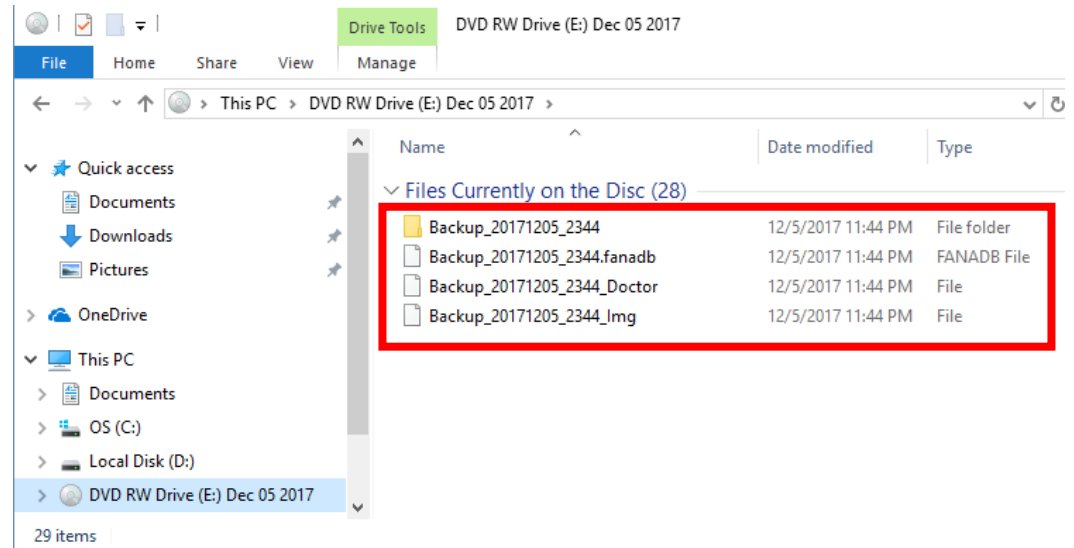 Drive Tools DVD RW Drive (E:) Dec 05 2017
File Home Share View Manage
This PC > DVD RW Drive (E:) Dec 05 2017 >
Name Date modified Type
Quick access
Files Currently on the Disc (28)
Documents
Backup_20171205_2344 12/5/2017 11:44 PM File folder
Downloads
Backup_20171205_2344.fanadb 12/5/2017 11:44 PM FANADB File
Pictures
Backup_20171205_2344_Doctor 12/5/2017 11:44 PM File
OneDrive
Backup_20171205_2344_Img 12/5/2017 11:44 PM File
This PC
Documents
OS (C:)
Local Disk (D:)
DVD RW Drive (E:) Dec 05 2017
29 items